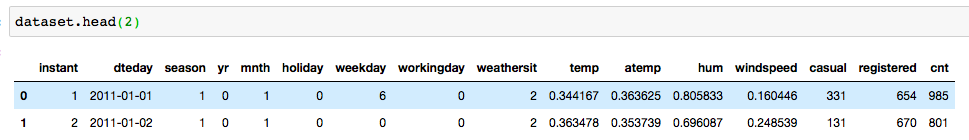 dataset.head(2)
instant dteday season yr mnth holiday weekday workingday weathersit temp atemp hum windspeed casual registered cnt
0 1 2011-01-01 1 0 1 0 6 0 2 0.344167 0.363625 0.805833 0.160446 331 654 985
1 2 2011-01-02 1 0 1 0 0 0 2 0.363478 0.353739 0.696087 0.248539 131 670 801